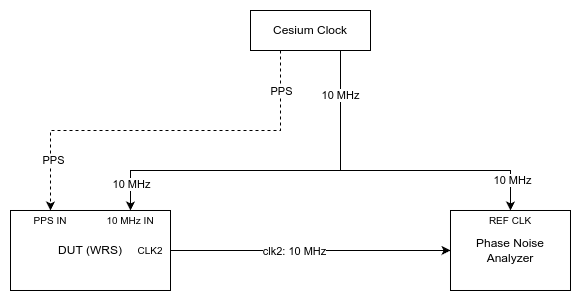 Cesium Clock
PPS
10 MHz
PPS
10 MHz
10 MHz
PPS IN
10 MHz IN
REF CLK
DUT (WRS)
CLK2
clk2: 10 MHz
Phase Noise
Analyzer